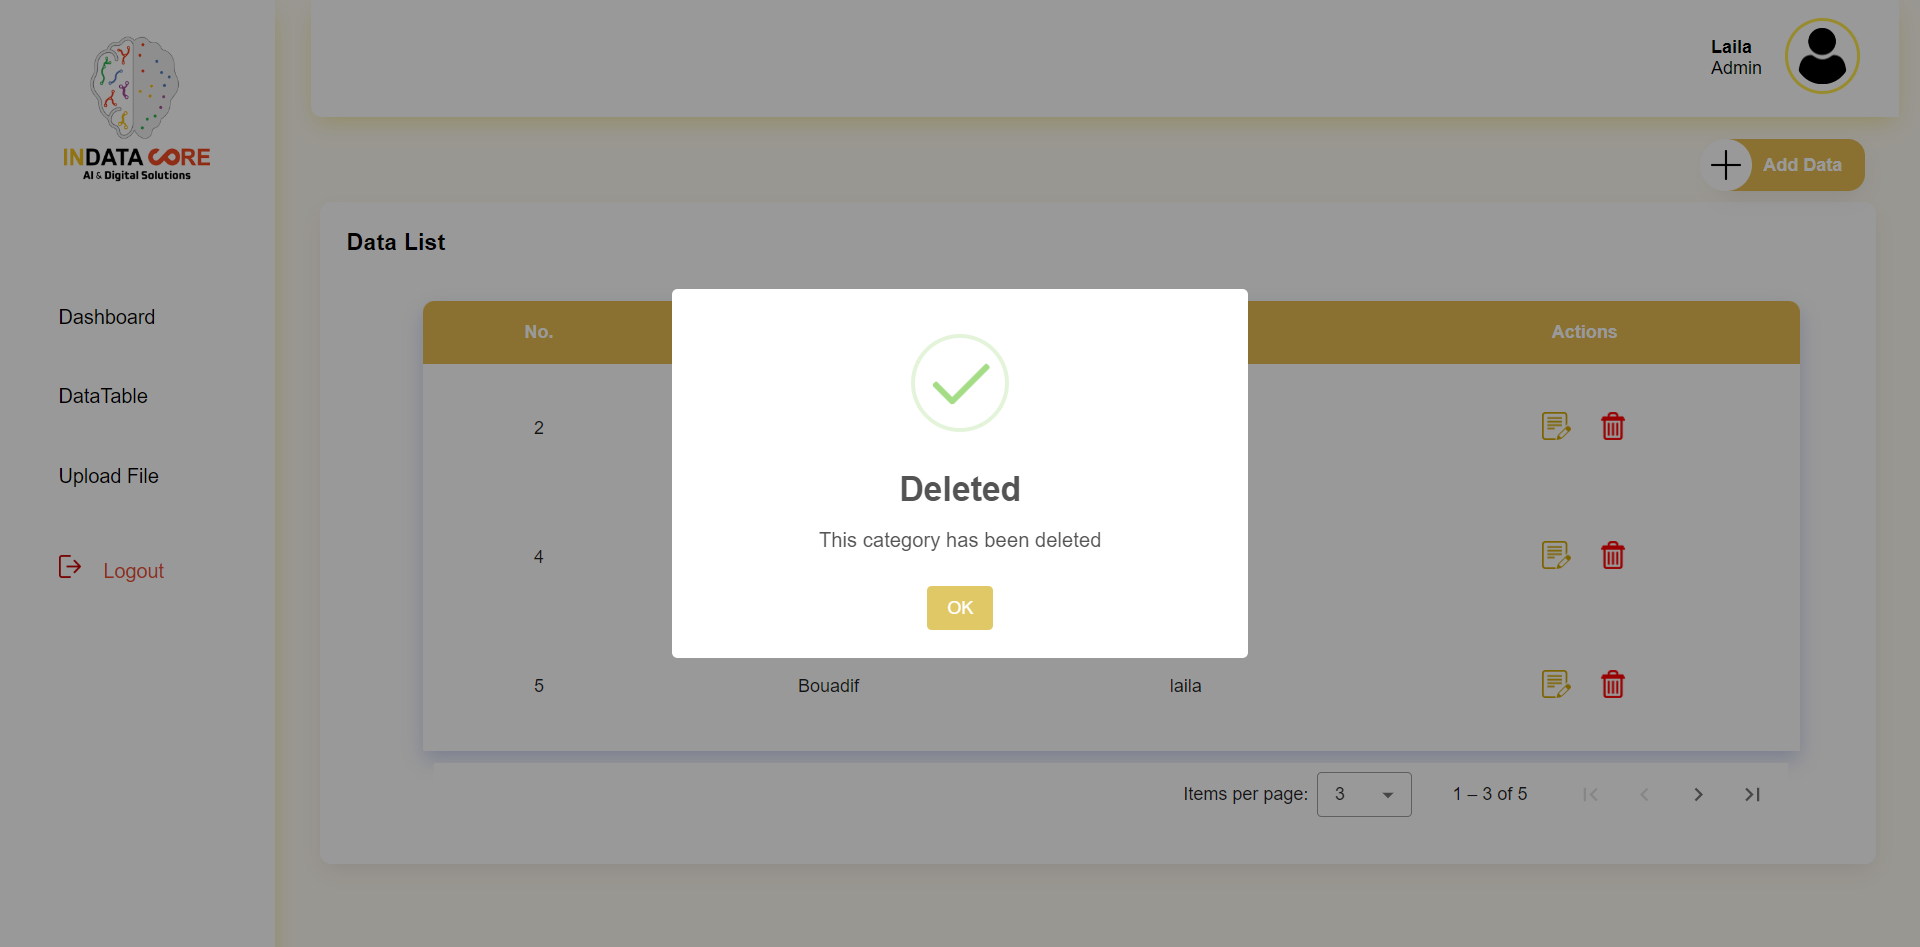 INDATA CORE
AI & Digital Solutions
Dashboard
DataTable
Upload File
Logout
Laila
Admin
Add Data
Data List
No.
Actions
2
4
5
Bouadif
laila
Deleted
This category has been deleted
OK
Items per page:
3
1 – 3 of 5